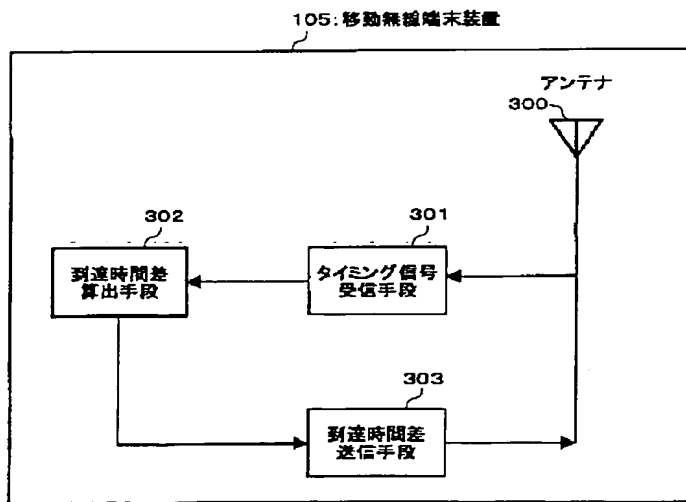 105:移動無線端末装置
アンテナ
300
302
301
到達時間差
算出手段
タイミング信号
受信手段
303
到達時間差
送信手段